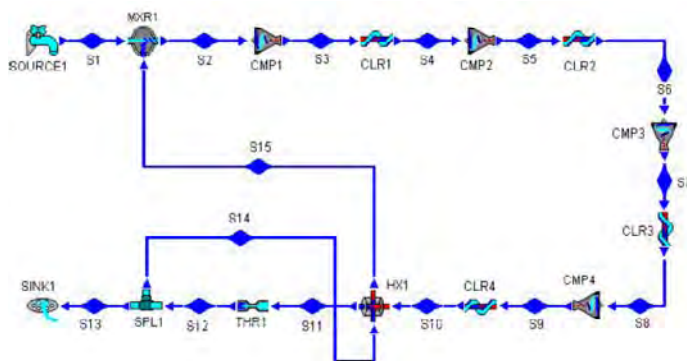 MXR1
SOURCE1
S1
S2
CMP1
S3
CLR1
S4
CMP2
S5
CLR2
S6
CMP3
CLR3
S15
S14
SINK1
S13
SPL1
S12
THR1
S11
HX1
S10
CLR4
S9
CMP4
S8